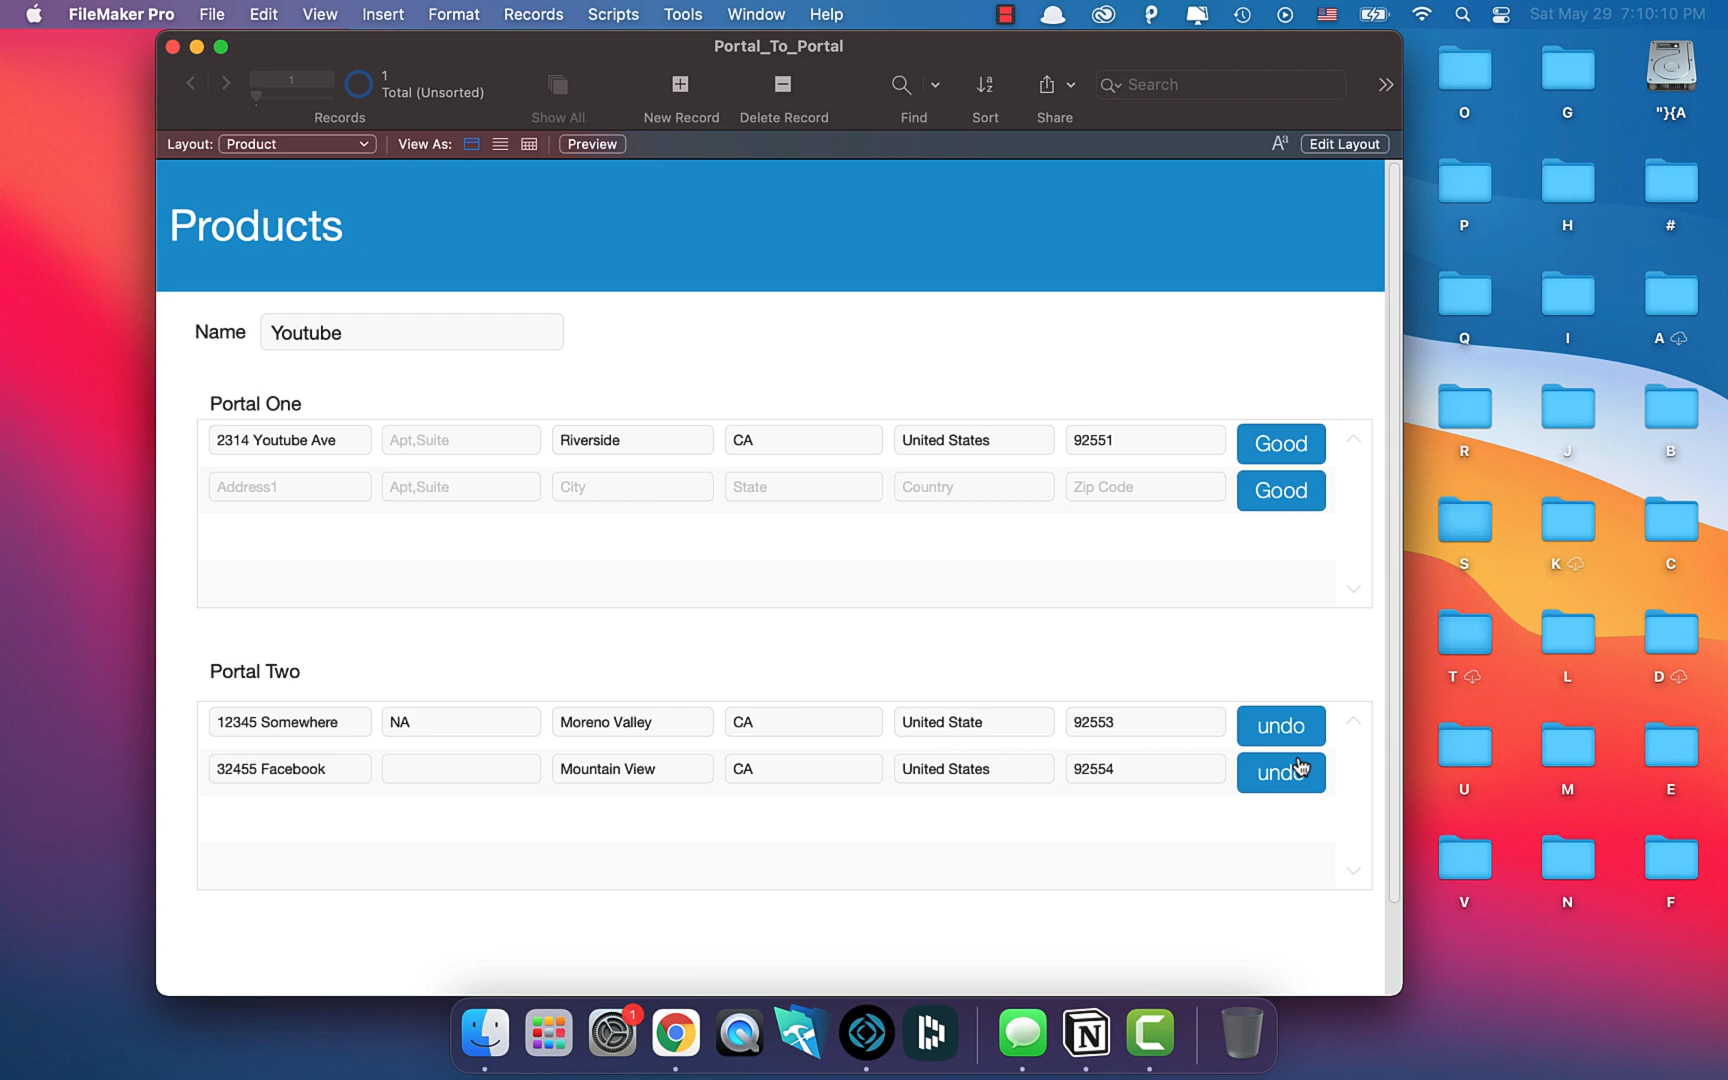 FileMaker Pro File Edit View Insert Format Records Scripts Tools Window Help Sat May 29 7:10:10 PM
Portal_To_Portal
1 1 Total (Unsorted) Search
Records Show All New Record Delete Record Find Sort Share
Layout: Product View As: Preview Aa Edit Layout
Products
Name Youtube
Portal One
2314 Youtube Ave Apt,Suite Riverside CA United States 92551 Good
Address1 Apt,Suite City State Country Zip Code Good
Portal Two
12345 Somewhere NA Moreno Valley CA United State 92553 undo
32455 Facebook Mountain View CA United States 92554 undo
O G "}{A
P H #
Q I A
R J B
S K C
T L D
U M E
V N F
1